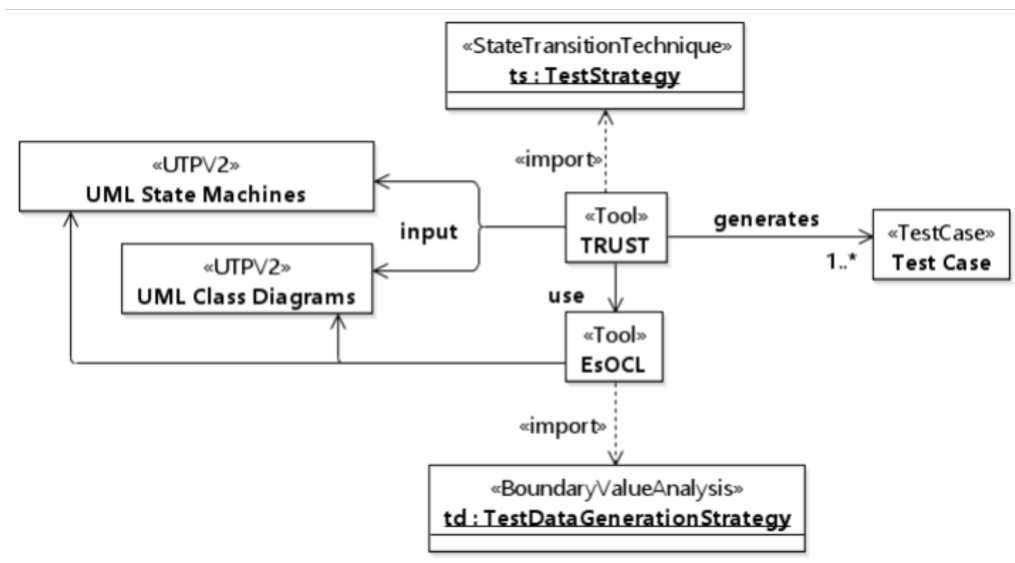 «StateTransitionTechnique»
ts : TestStrategy
«import»
«UTPV2»
UML State Machines
input
«Tool»
TRUST
generates
1..*
«TestCase»
Test Case
«UTPV2»
UML Class Diagrams
use
«Tool»
EsOCL
«import»
«BoundaryValueAnalysis»
td : TestDataGenerationStrategy